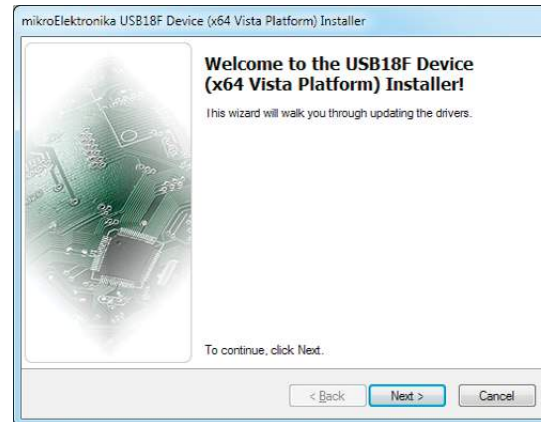 mikroElektronika USB18F Device (x64 Vista Platform) Installer
Welcome to the USB18F Device
(x64 Vista Platform) Installer!
This wizard will walk you through updating the drivers.
To continue, click Next.
< Back Next > Cancel